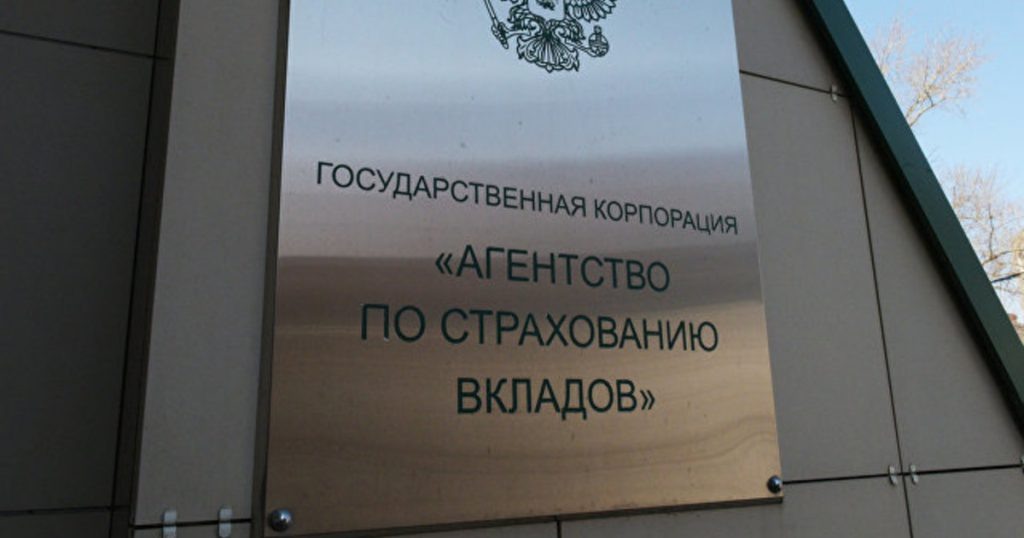 ГОСУДАРСТВЕННАЯ КОРПОРАЦИЯ
«АГЕНТСТВО
ПО СТРАХОВАНИЮ
ВКЛАДОВ»